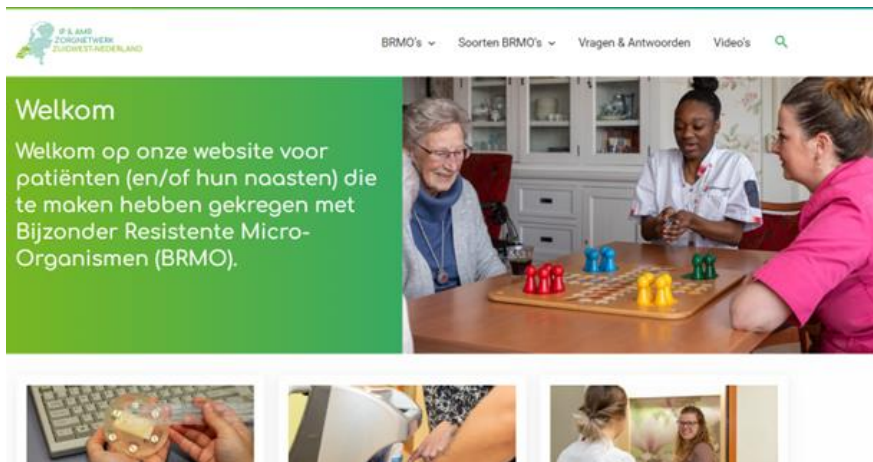 IP & AMR
ZORGNETWERK
ZUIDWEST-NEDERLAND
BRMO's
Soorten BRMO's
Vragen & Antwoorden
Video's
Welkom
Welkom op onze website voor
patiënten (en/of hun naasten) die
te maken hebben gekregen met
Bijzonder Resistente Micro-
Organismen (BRMO).